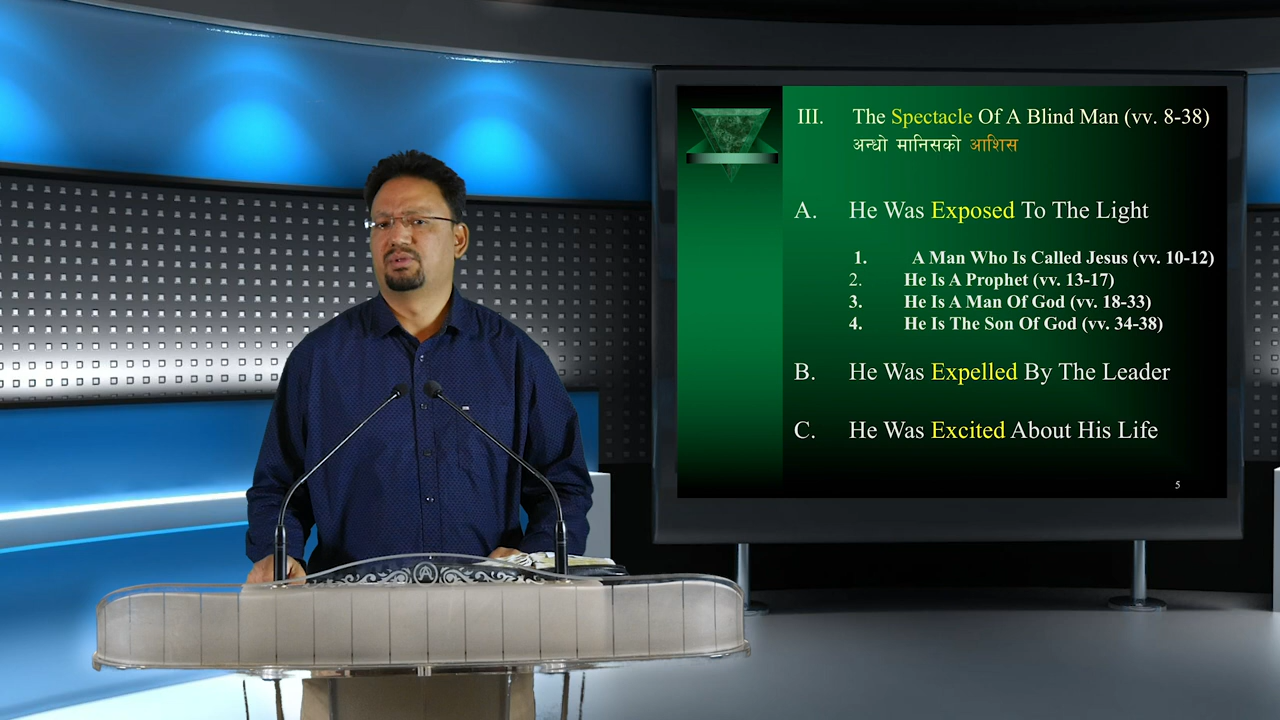 III. The Spectacle Of A Blind Man (vv. 8-38)
अन्धो मानिसको आशिस
A. He Was Exposed To The Light
1. A Man Who Is Called Jesus (vv. 10-12)
2. He Is A Prophet (vv. 13-17)
3. He Is A Man Of God (vv. 18-33)
4. He Is The Son Of God (vv. 34-38)
B. He Was Expelled By The Leader
C. He Was Excited About His Life
5